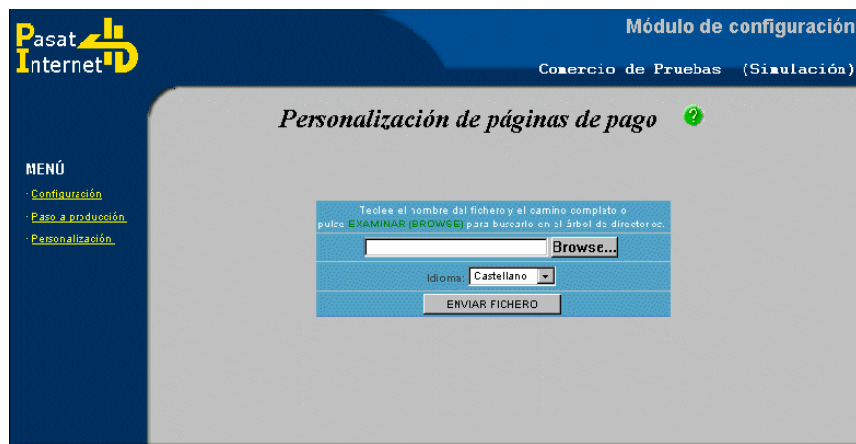 Pasat
Internet
Módulo de configuración
Comercio de Pruebas (Simulación)
Personalización de páginas de pago ?
MENÚ
· Configuración
· Paso a producción
· Personalización
Teclee el nombre del fichero y el camino completo o
pulse EXAMINAR (BROWSE) para buscarlo en el árbol de directorios.
Browse...
Idioma: Castellano
ENVIAR FICHERO